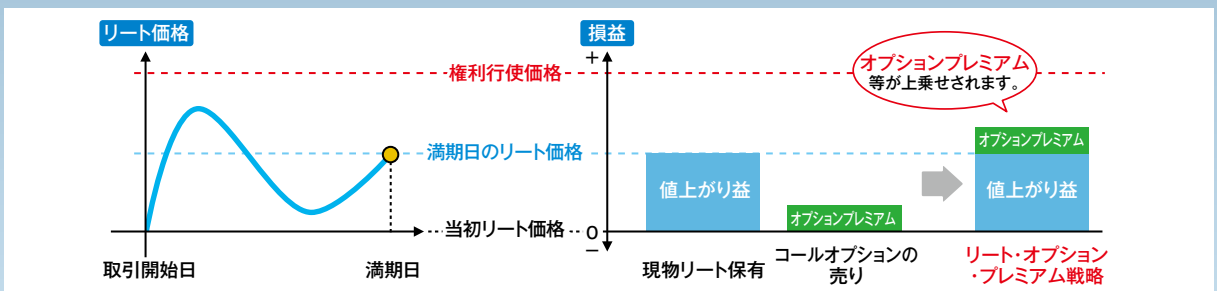 リート価格
損益
+
権利行使価格
オプションプレミアム
等が上乗せされます。
満期日のリート価格
オプションプレミアム
値上がり益
値上がり益
オプションプレミアム
当初リート価格
0
−
取引開始日
満期日
現物リート保有
コールオプションの
売り
リート・オプション
・プレミアム戦略